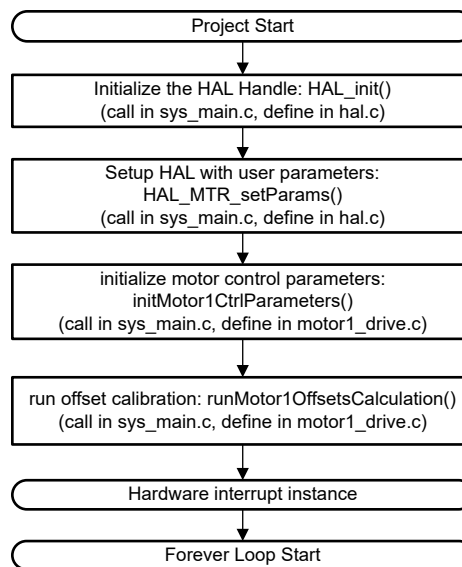 Project Start
Initialize the HAL Handle: HAL_init()
(call in sys_main.c, define in hal.c)
Setup HAL with user parameters:
HAL_MTR_setParams()
(call in sys_main.c, define in hal.c)
initialize motor control parameters:
initMotor1CtrlParameters()
(call in sys_main.c, define in motor1_drive.c)
run offset calibration: runMotor1OffsetsCalculation()
(call in sys_main.c, define in motor1_drive.c)
Hardware interrupt instance
Forever Loop Start